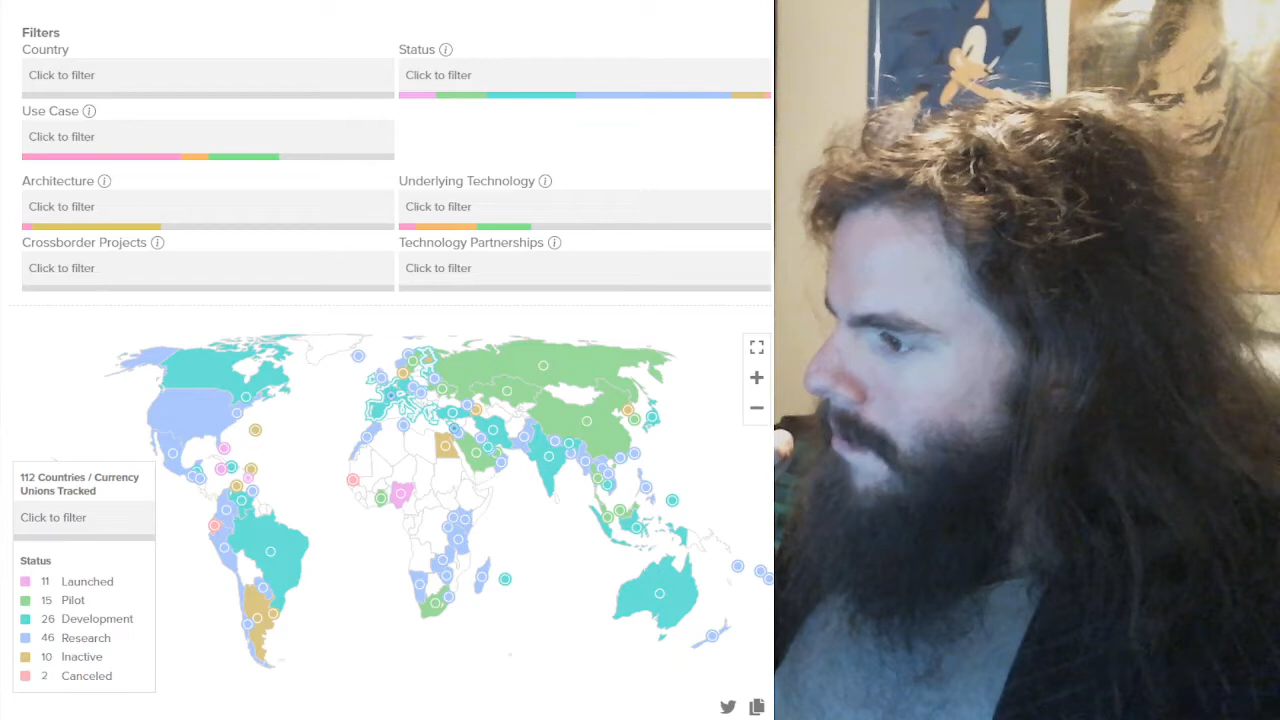 Filters
Country
Status
Click to filter
Click to filter
Use Case
Click to filter
Architecture
Underlying Technology
Click to filter
Click to filter
Crossborder Projects
Technology Partnerships
Click to filter
Click to filter
112 Countries / Currency
Unions Tracked
Click to filter
Status
11 Launched
15 Pilot
26 Development
46 Research
10 Inactive
2 Canceled